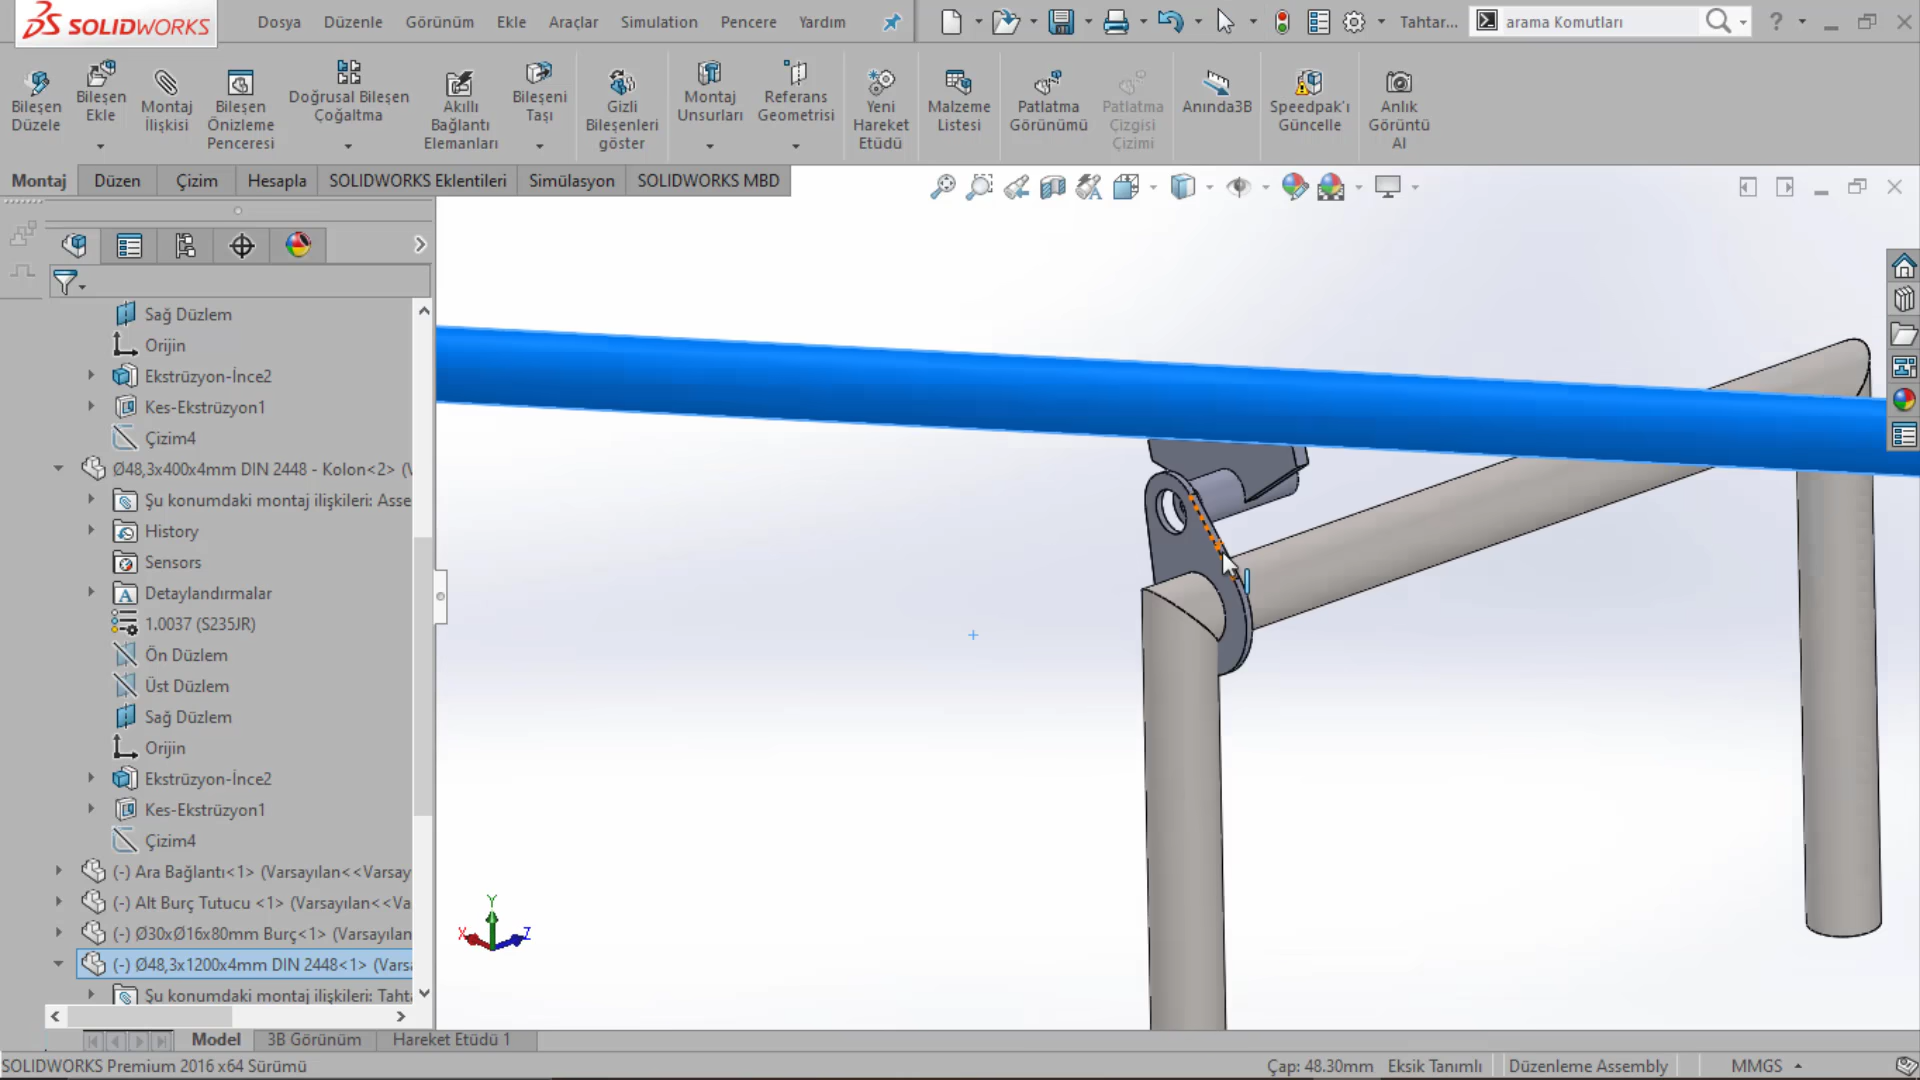 SOLIDWORKS
Dosya Düzenle Görünüm Ekle Araçlar Simulation Pencere Yardım
Tahtar...
arama Komutları
?
Bileşen Düzele
Bileşen Ekle
Montaj İlişkisi
Bileşen Önizleme Penceresi
Doğrusal Bileşen Çoğaltma
Akıllı Bağlantı Elemanları
Bileşeni Taşı
Gizli Bileşenleri göster
Montaj Unsurları
Referans Geometrisi
Yeni Hareket Etüdü
Malzeme Listesi
Patlatma Görünümü
Patlatma Çizgisi Çizimi
Anında3B
Speedpak'ı Güncelle
Anlık Görüntü Al
Montaj Düzen Çizim Hesapla SOLIDWORKS Eklentileri Simülasyon SOLIDWORKS MBD
Sağ Düzlem
Orijin
Ekstrüzyon-İnce2
Kes-Ekstrüzyon1
Çizim4
Ø48,3x400x4mm DIN 2448 - Kolon<2> (V
Şu konumdaki montaj ilişkileri: Asse
History
Sensors
Detaylandırmalar
1.0037 (S235JR)
Ön Düzlem
Üst Düzlem
Sağ Düzlem
Orijin
Ekstrüzyon-İnce2
Kes-Ekstrüzyon1
Çizim4
(-) Ara Bağlantı<1> (Varsayılan<<Varsay
(-) Alt Burç Tutucu <1> (Varsayılan<<Va
(-) Ø30xØ16x80mm Burç<1> (Varsayılan
(-) Ø48,3x1200x4mm DIN 2448<1> (Varsa
Şu konumdaki montaj ilişkileri: Taht
Y
X Z
Model 3B Görünüm Hareket Etüdü 1
SOLIDWORKS Premium 2016 x64 Sürümü
Çap: 48.30mm Eksik Tanımlı Düzenleme Assembly MMGS